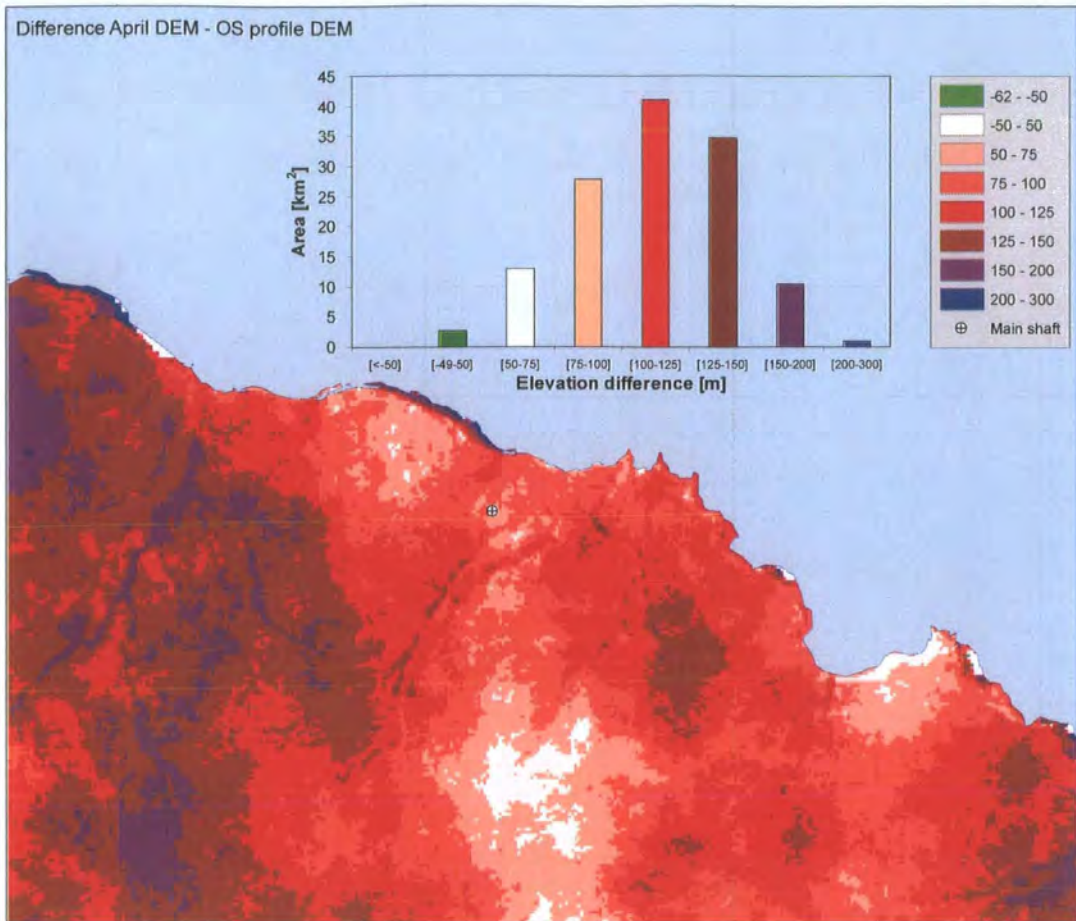 Difference April DEM - OS profile DEM
45
40
35
30
25
20
15
10
5
0
Area [km²]
[<-50] [-49-50] [50-75] [75-100] [100-125] [125-150] [150-200] [200-300]
Elevation difference [m]
-62 - -50
-50 - 50
50 - 75
75 - 100
100 - 125
125 - 150
150 - 200
200 - 300
Main shaft